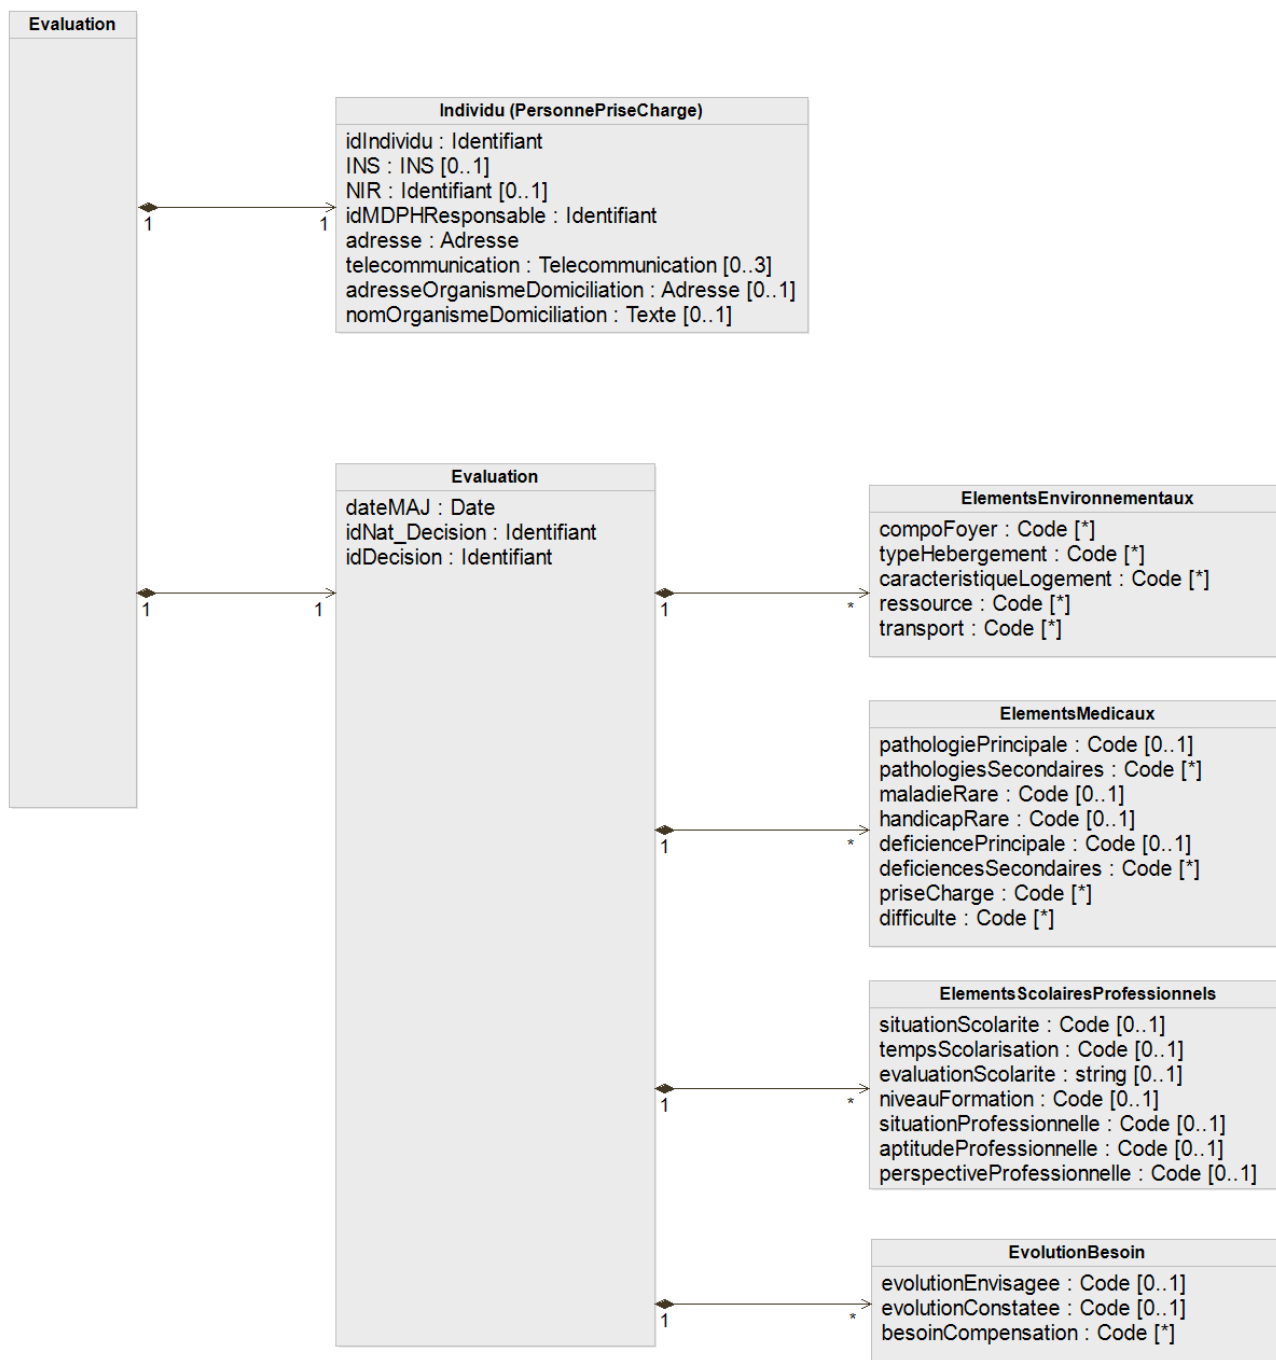 Evaluation
Individu (PersonnePriseCharge)
idIndividu : Identifiant
INS : INS [0..1]
NIR : Identifiant [0..1]
idMDPHResponsable : Identifiant
adresse : Adresse
telecommunication : Telecommunication [0..3]
adresseOrganismeDomiciliation : Adresse [0..1]
nomOrganismeDomiciliation : Texte [0..1]
1
1
Evaluation
dateMAJ : Date
idNat_Decision : Identifiant
idDecision : Identifiant
1
1
ElementsEnvironnementaux
compoFoyer : Code [*]
typeHebergement : Code [*]
caracteristiqueLogement : Code [*]
ressource : Code [*]
transport : Code [*]
1
*
ElementsMedicaux
pathologiePrincipale : Code [0..1]
pathologiesSecondaires : Code [*]
maladieRare : Code [0..1]
handicapRare : Code [0..1]
deficiencePrincipale : Code [0..1]
deficiencesSecondaires : Code [*]
priseCharge : Code [*]
difficulte : Code [*]
1
*
ElementsScolairesProfessionnels
situationScolarite : Code [0..1]
tempsScolarisation : Code [0..1]
evaluationScolarite : string [0..1]
niveauFormation : Code [0..1]
situationProfessionnelle : Code [0..1]
aptitudeProfessionnelle : Code [0..1]
perspectiveProfessionnelle : Code [0..1]
1
*
EvolutionBesoin
evolutionEnvisagee : Code [0..1]
evolutionConstatee : Code [0..1]
besoinCompensation : Code [*]
1
*